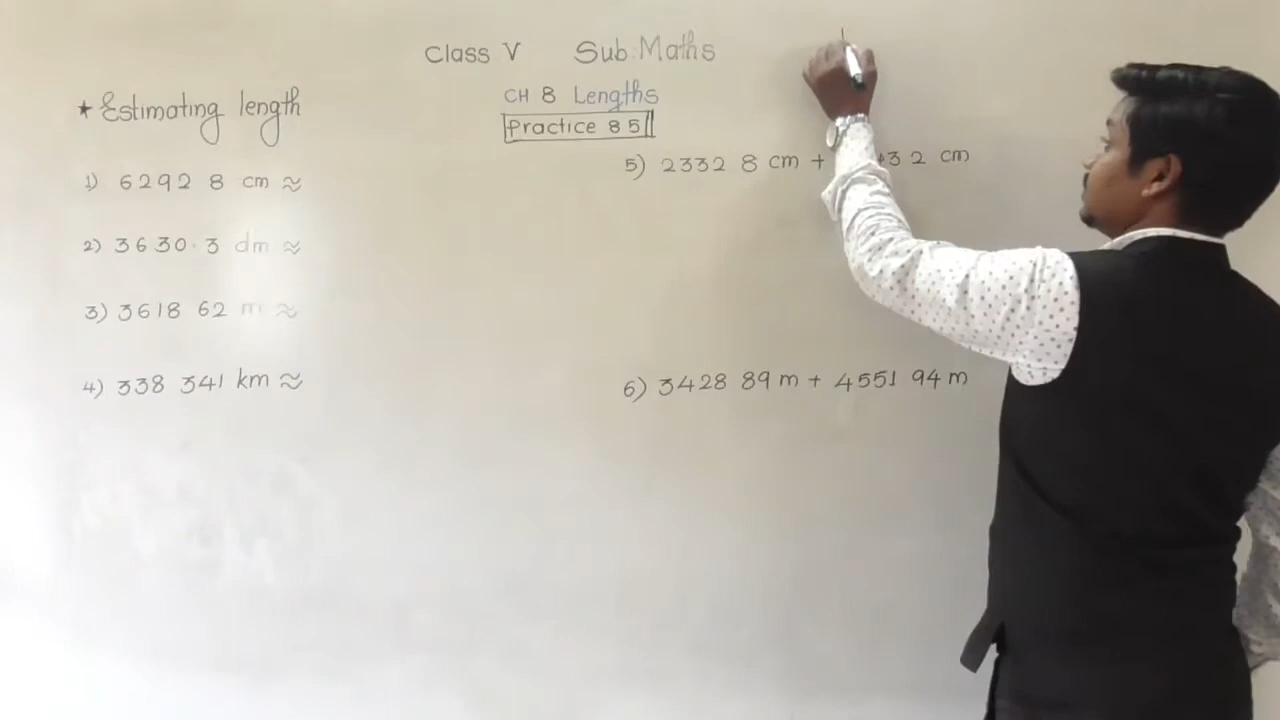 Class V Sub: Maths
CH 8 Lengths
Practice 8 5
★ Estimating length
1) 6292 8 cm ≈
2) 3630.3 dm ≈
3) 3618 62 m ≈
4) 338 341 km ≈
5) 2332 8 cm + 3 2 cm
6) 3428 89 m + 4551 94 m